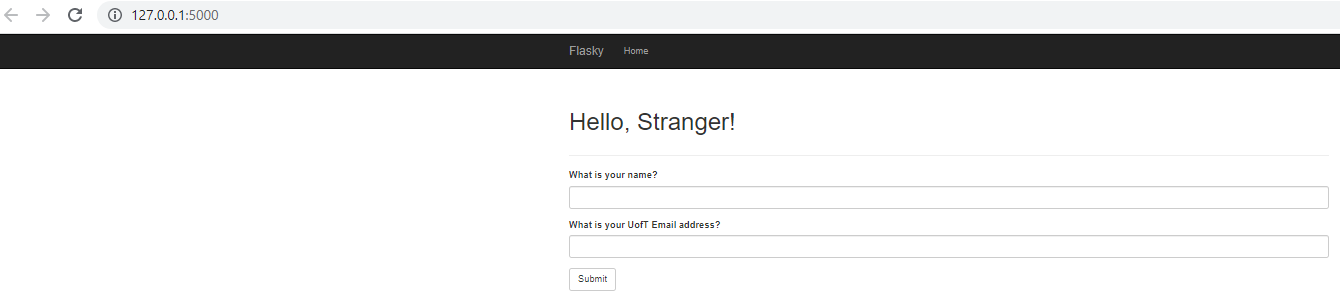 127.0.0.1:5000
Flasky Home
Hello, Stranger!
What is your name?
What is your UofT Email address?
Submit